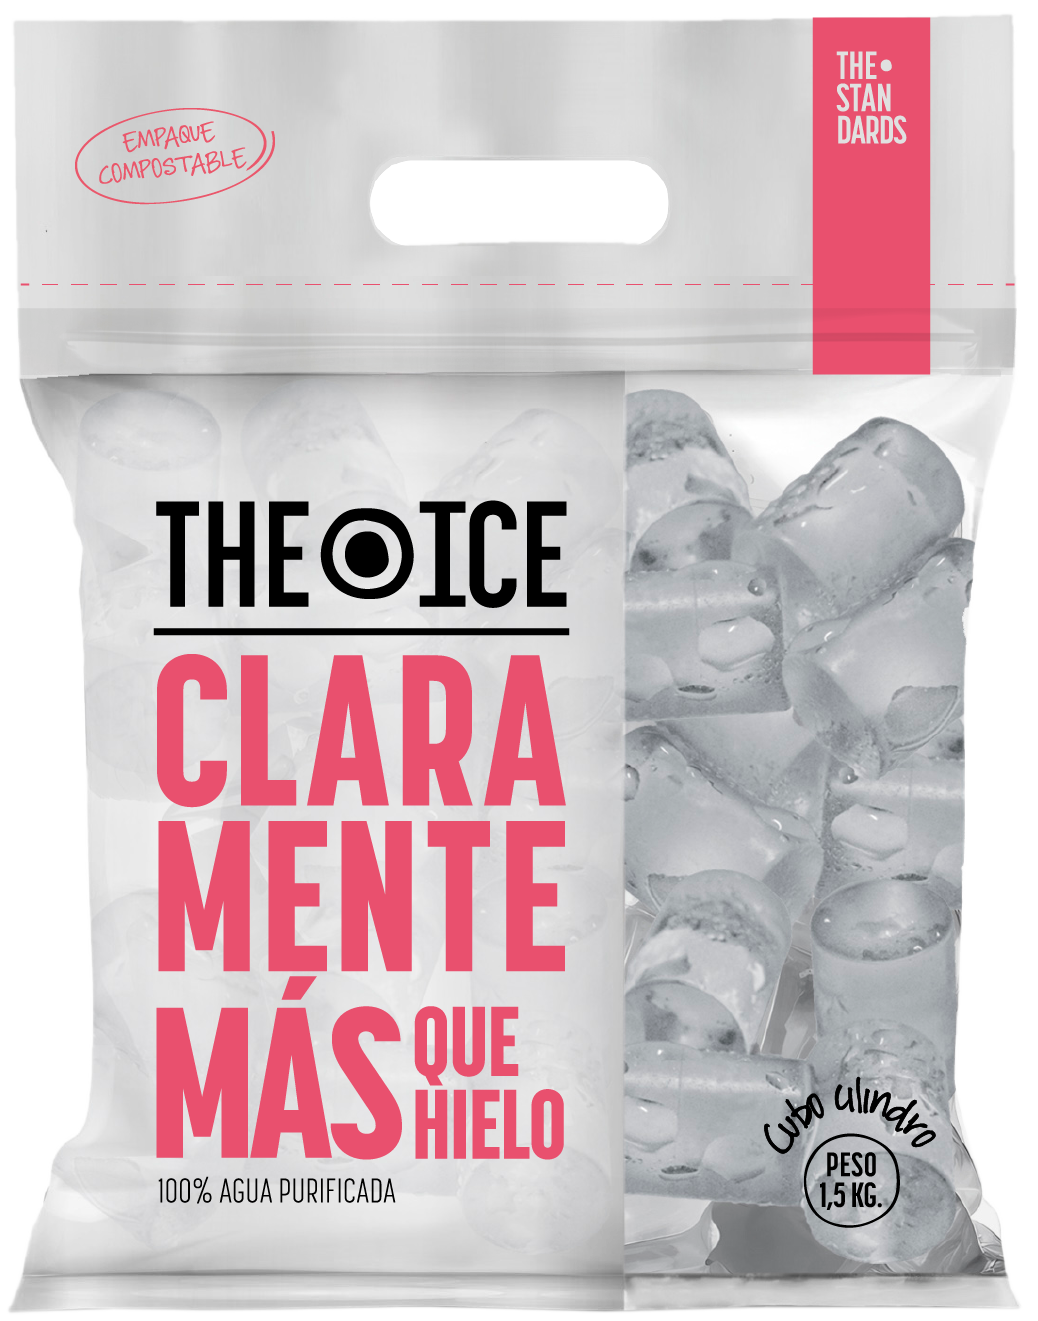 EMPAQUE
COMPOSTABLE
THE•
STAN
DARDS
THE ICE
CLARA
MENTE
MÁS QUE
HIELO
100% AGUA PURIFICADA
Cubo cilindro
PESO
1,5 KG.